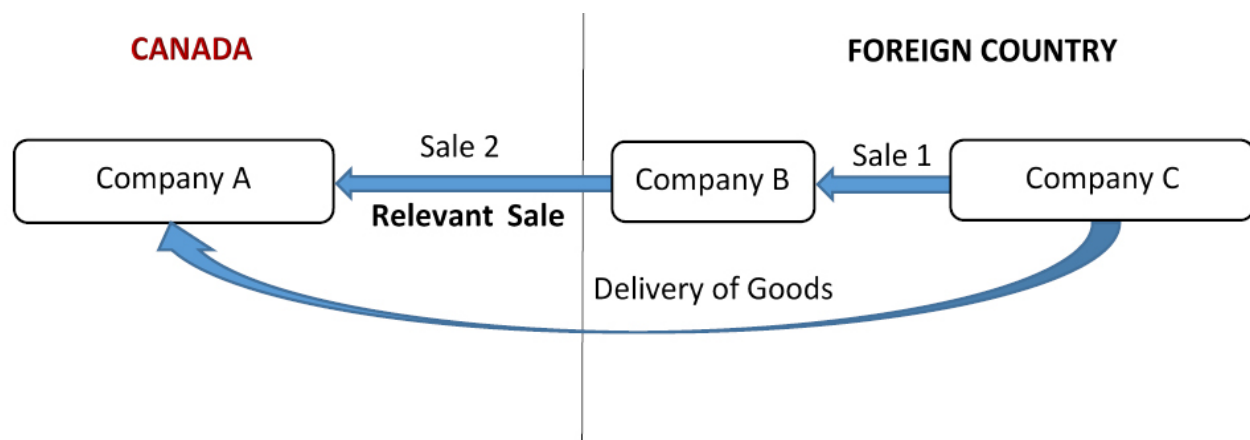 CANADA
FOREIGN COUNTRY
Sale 2
Sale 1
Company A
Company B
Company C
Relevant Sale
Delivery of Goods